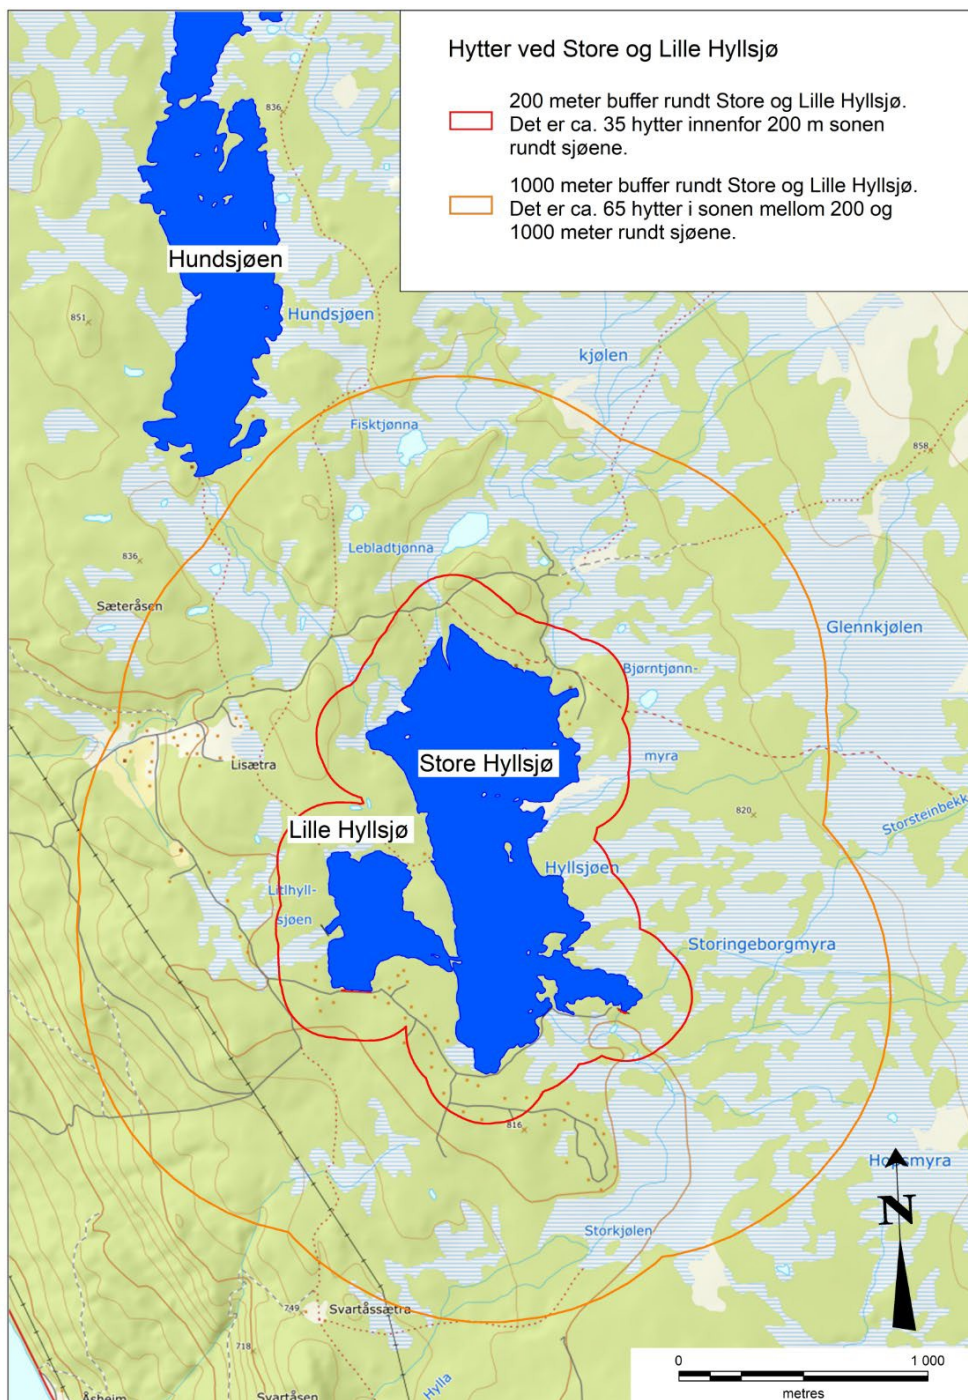 Hytter ved Store og Lille Hyllsjø
200 meter buffer rundt Store og Lille Hyllsjø.
Det er ca. 35 hytter innenfor 200 m sonen
rundt sjøene.
1000 meter buffer rundt Store og Lille Hyllsjø.
Det er ca. 65 hytter i sonen mellom 200 og
1000 meter rundt sjøene.
836
Hundsjøen
Hundsjøen
851
kjølen
Fisktjønna
858
Lebladtjønna
836
Sæteråsen
Glennkjølen
Bjørntjønn-
myra
Store Hyllsjø
Lisætra
820
Storsteinbekk
Lille Hyllsjø
Hyllsjøen
Litlhyll-
sjøen
Storingeborgmyra
816
Hopsmyra
N
Storkjølen
749
Svartåssætra
718
Åsheim
Svartåsen
Hylla
0
1 000
metres